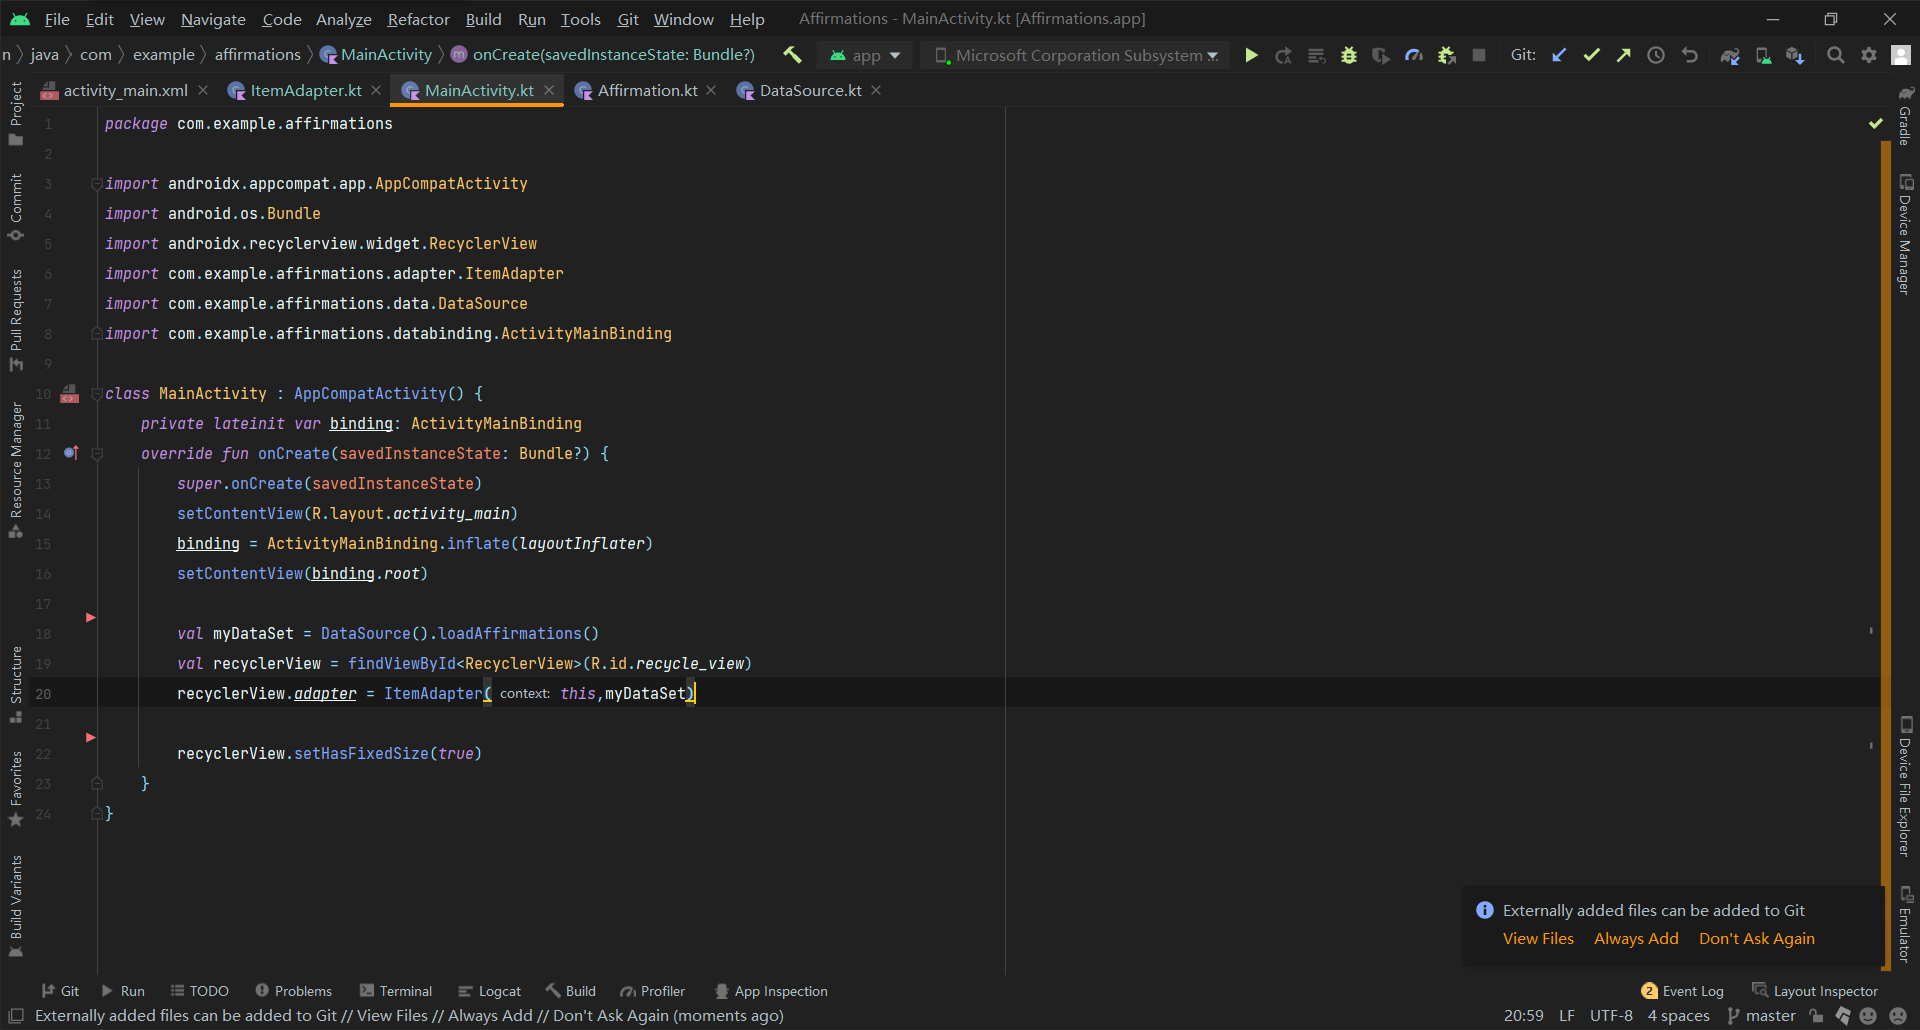 File Edit View Navigate Code Analyze Refactor Build Run Tools Git Window Help Affirmations - MainActivity.kt [Affirmations.app]
n java com example affirmations MainActivity onCreate(savedInstanceState: Bundle?) app Microsoft Corporation Subsystem Git:
activity_main.xml ItemAdapter.kt MainActivity.kt Affirmation.kt DataSource.kt
Project
Commit
Pull Requests
Resource Manager
Structure
Favorites
Build Variants
1 package com.example.affirmations
2
3 import androidx.appcompat.app.AppCompatActivity
4 import android.os.Bundle
5 import androidx.recyclerview.widget.RecyclerView
6 import com.example.affirmations.adapter.ItemAdapter
7 import com.example.affirmations.data.DataSource
8 import com.example.affirmations.databinding.ActivityMainBinding
9
10 class MainActivity : AppCompatActivity() {
11 private lateinit var binding: ActivityMainBinding
12 override fun onCreate(savedInstanceState: Bundle?) {
13 super.onCreate(savedInstanceState)
14 setContentView(R.layout.activity_main)
15 binding = ActivityMainBinding.inflate(layoutInflater)
16 setContentView(binding.root)
17
18 val myDataSet = DataSource().loadAffirmations()
19 val recyclerView = findViewById<RecyclerView>(R.id.recycle_view)
20 recyclerView.adapter = ItemAdapter( context: this,myDataSet)
21
22 recyclerView.setHasFixedSize(true)
23 }
24 }
Gradle
Device Manager
Device File Explorer
Emulator
Externally added files can be added to Git
View Files Always Add Don't Ask Again
Git Run TODO Problems Terminal Logcat Build Profiler App Inspection 2 Event Log Layout Inspector
Externally added files can be added to Git // View Files // Always Add // Don't Ask Again (moments ago) 20:59 LF UTF-8 4 spaces master